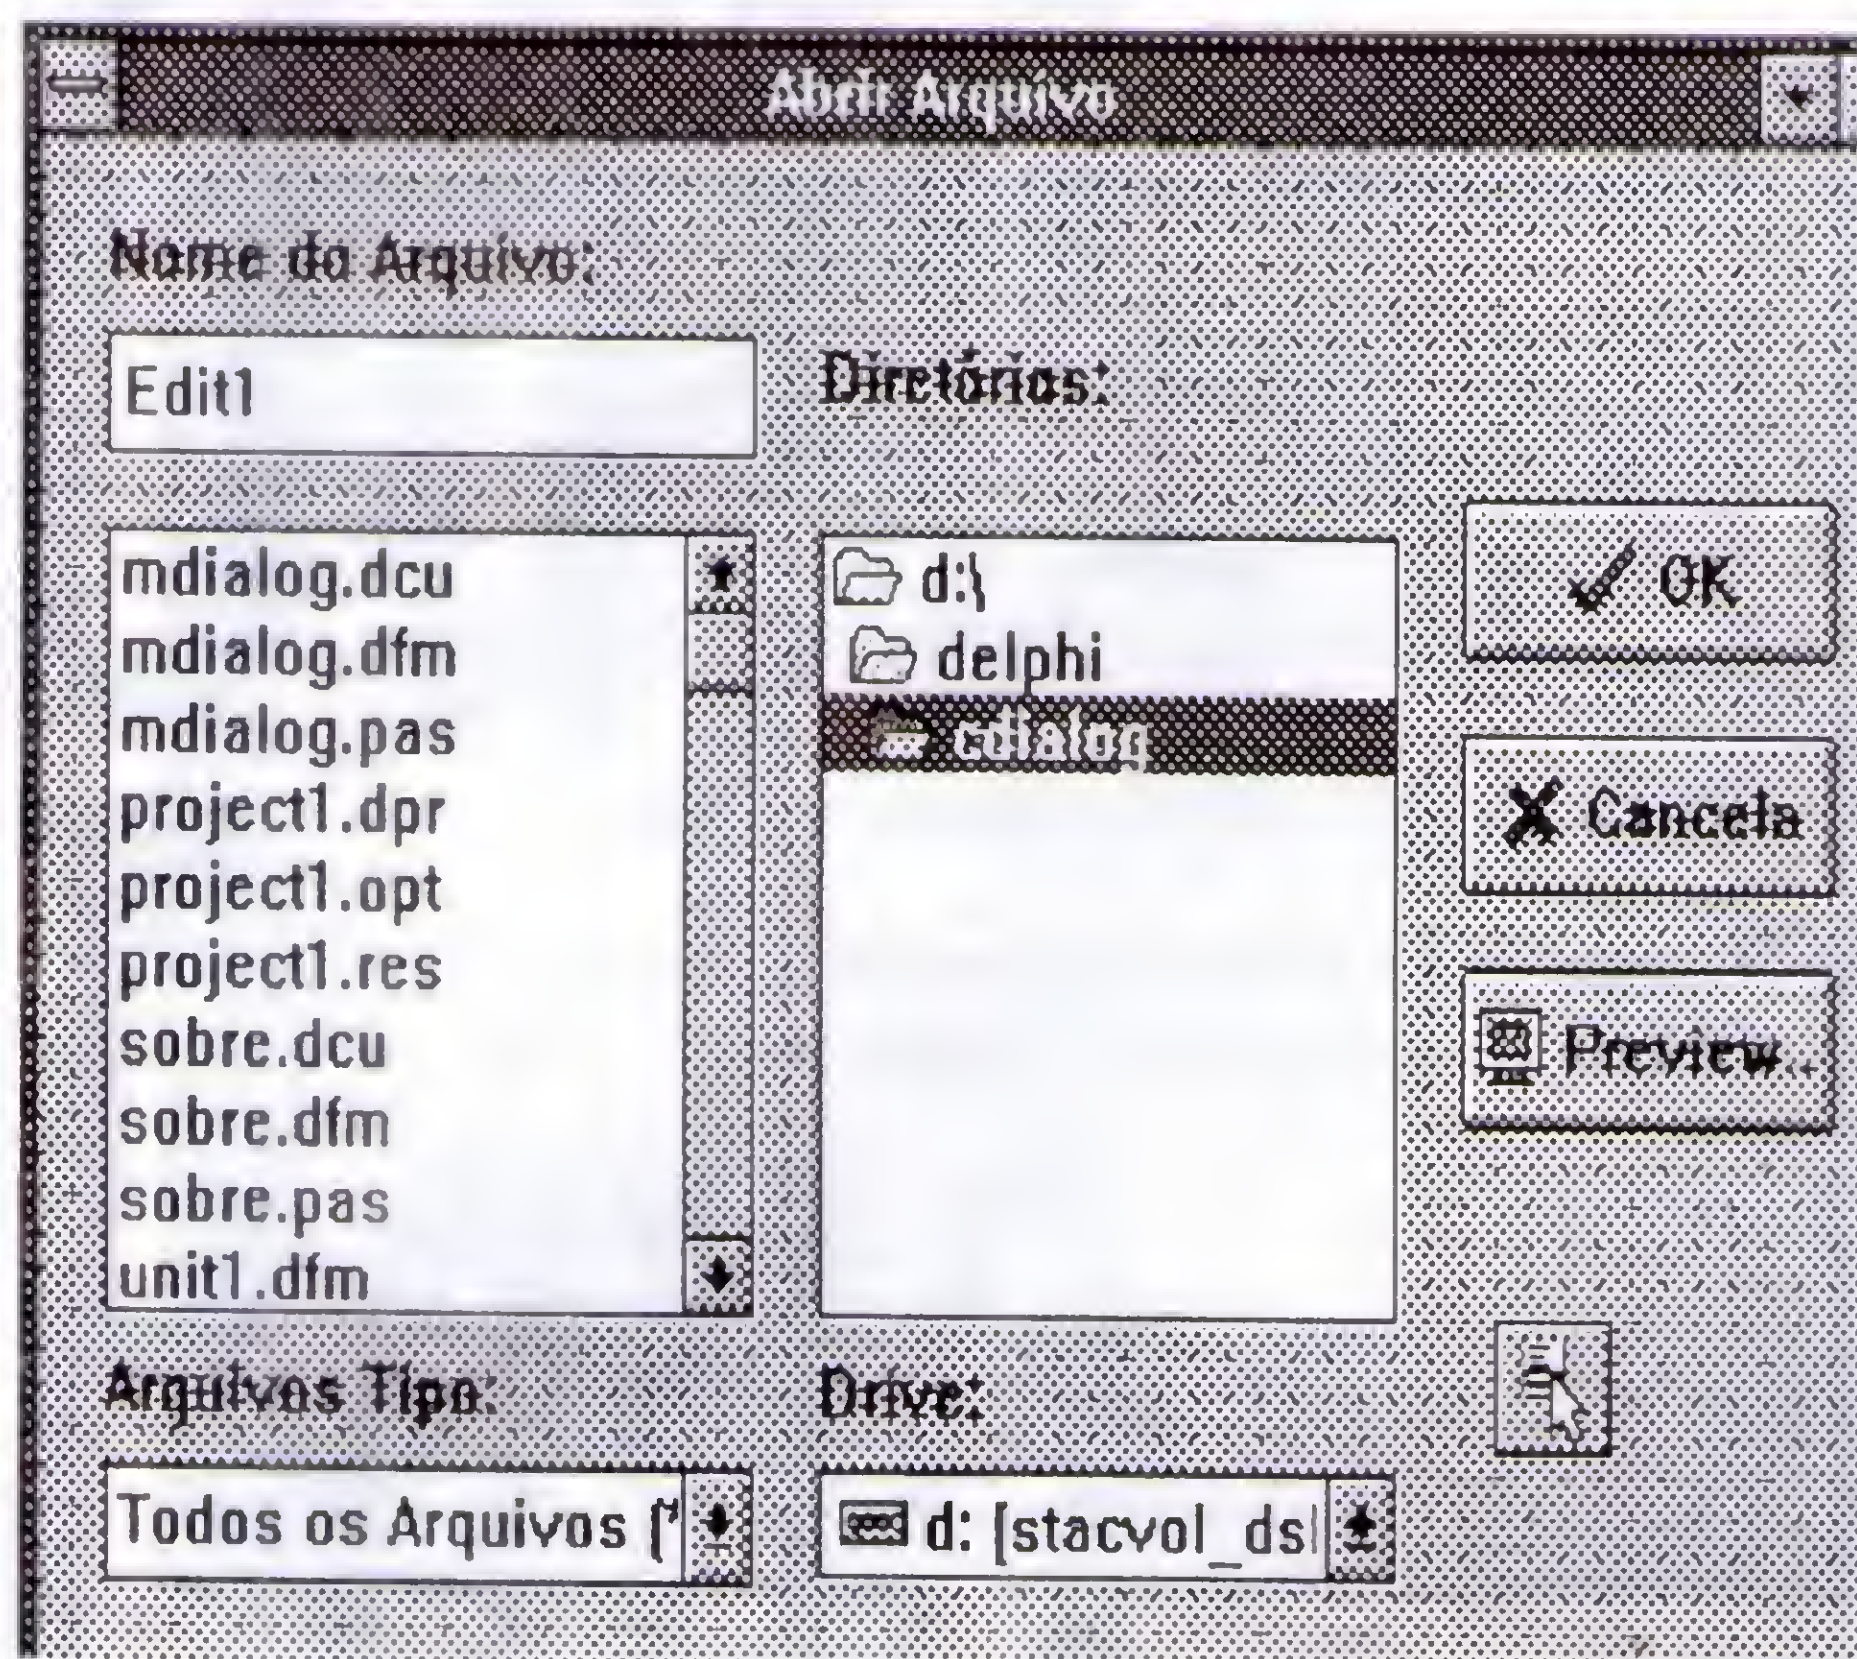 Abrir Arquivo
Nome do Arquivo:
Edit1
mdialog.dcu
mdialog.dfm
mdialog.pas
project1.dpr
project1.opt
project1.res
sobre.dcu
sobre.dfm
sobre.pas
unit1.dfm
Arquivos Tipo:
Todos os Arquivos (*
Diretórios:
d:\
delphi
cdialog
Drive:
d: [stacvol_ds
OK
Cancela
Preview...